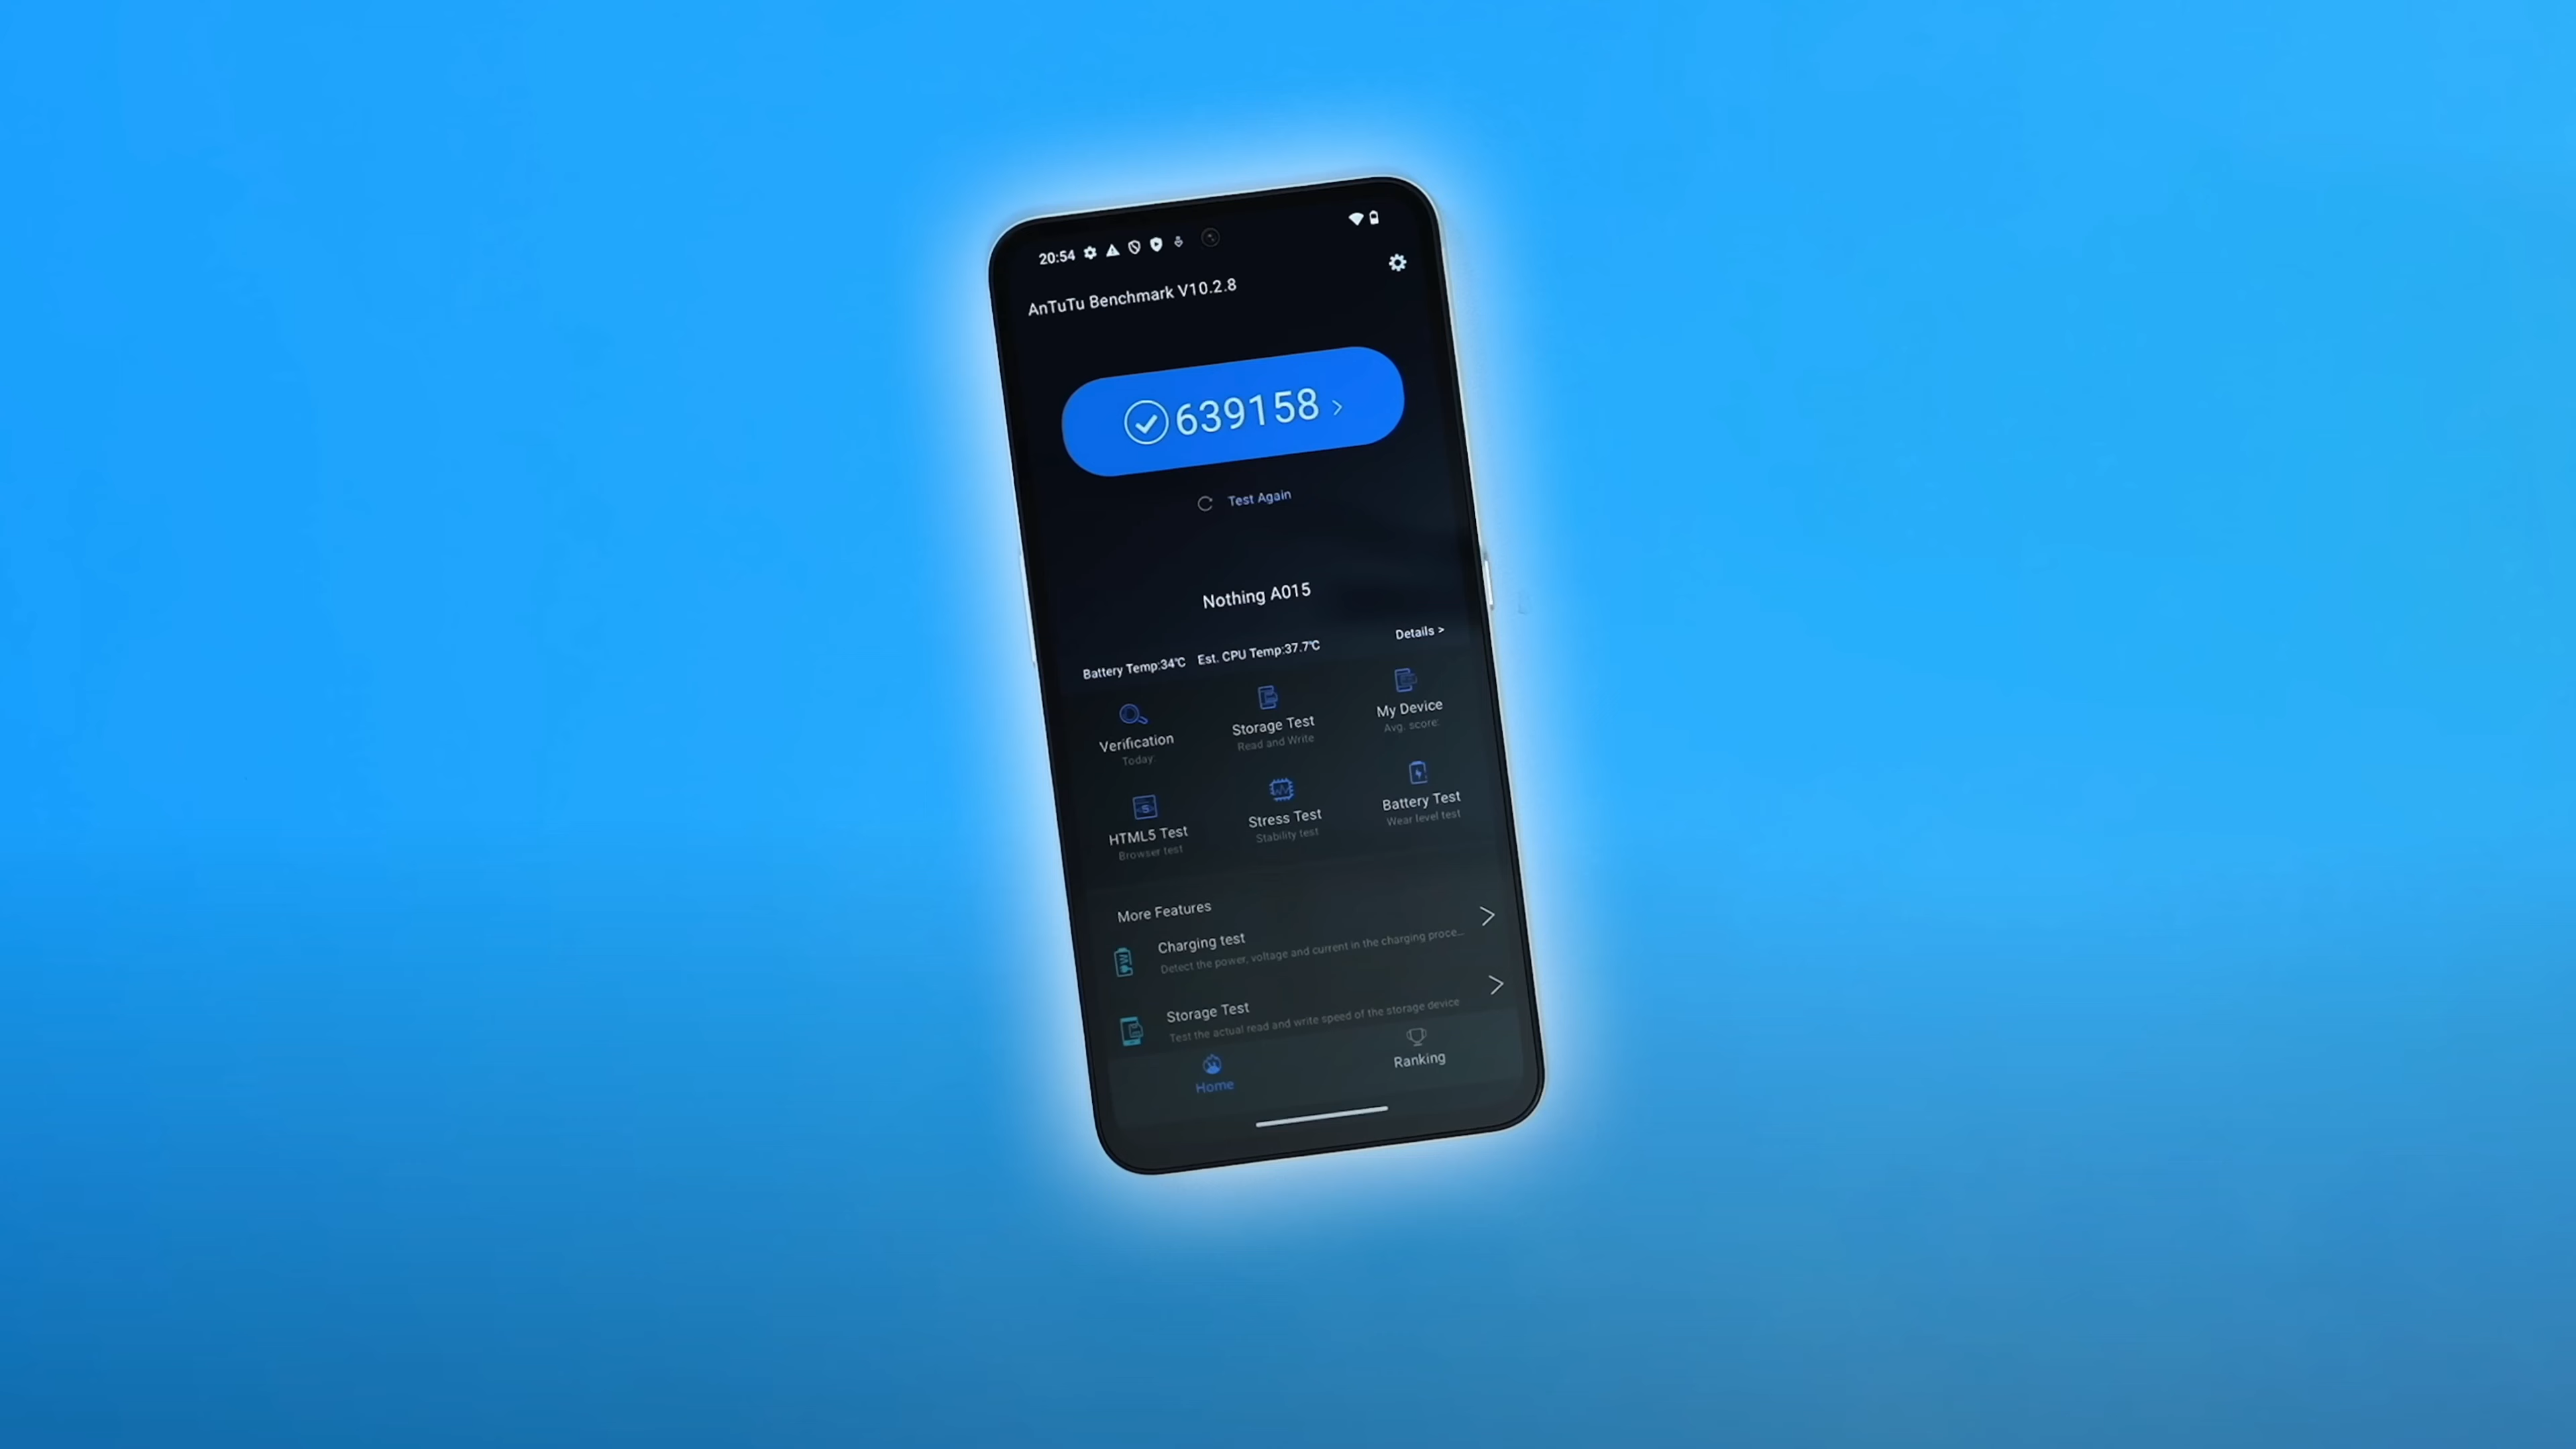 20:54
AnTuTu Benchmark V10.2.8
639158
Test Again
Nothing A015
Battery Temp:34℃ Est. CPU Temp:37.7℃ Details >
Verification
Today:
Storage Test
Read and Write
My Device
Avg. score:
HTML5 Test
Browser test
Stress Test
Stability test
Battery Test
Wear level test
More Features
Charging test
Detect the power, voltage and current in the charging proce...
Storage Test
Test the actual read and write speed of the storage device
Home
Ranking